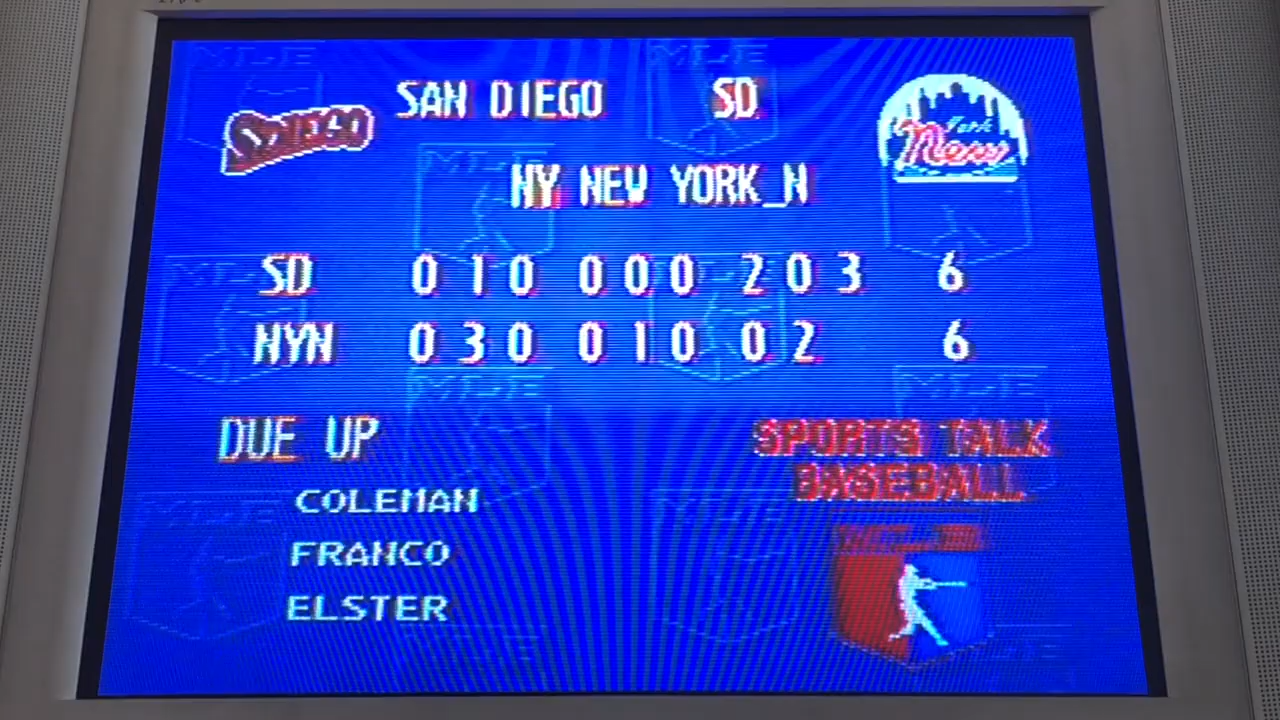 SAN DIEGO SD
NY NEW YORK_N
SD 0 1 0 0 0 0 2 0 3 6
NYN 0 3 0 0 1 0 0 2 6
DUE UP
COLEMAN
FRANCO
ELSTER
SPORTS TALK
BASEBALL